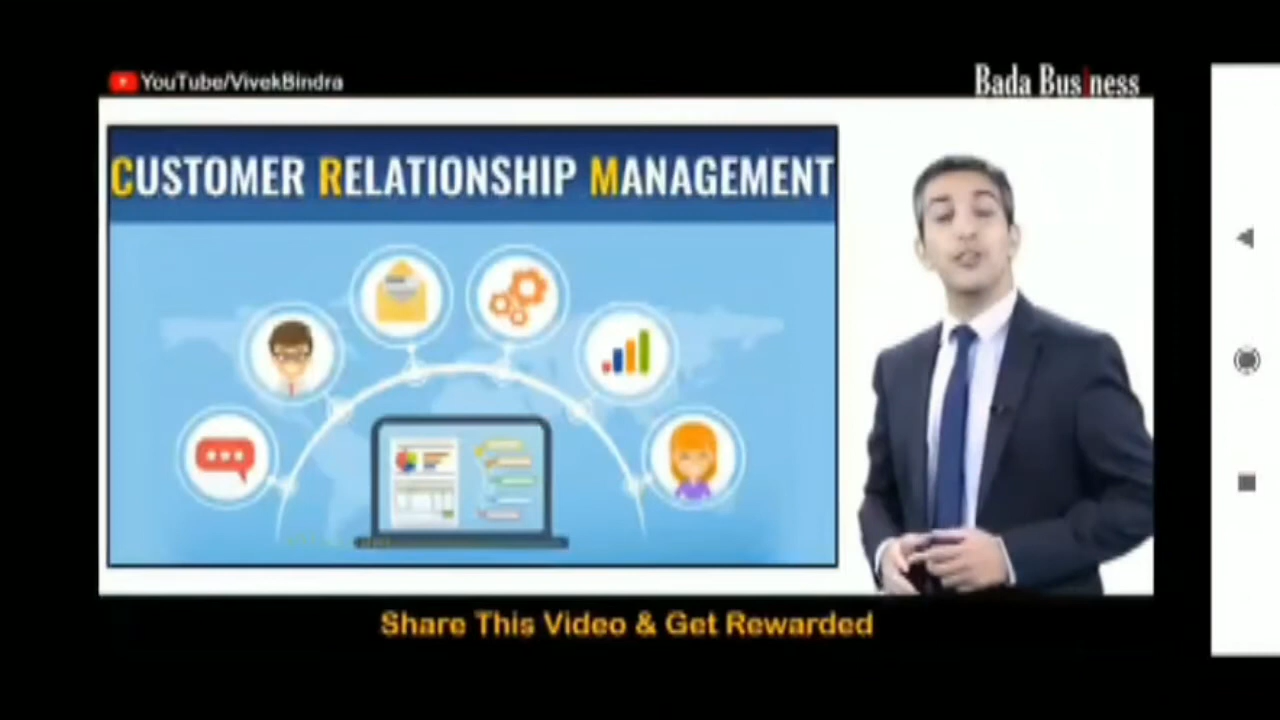 YouTube/VivekBindra
Bada Business
CUSTOMER RELATIONSHIP MANAGEMENT
Share This Video & Get Rewarded